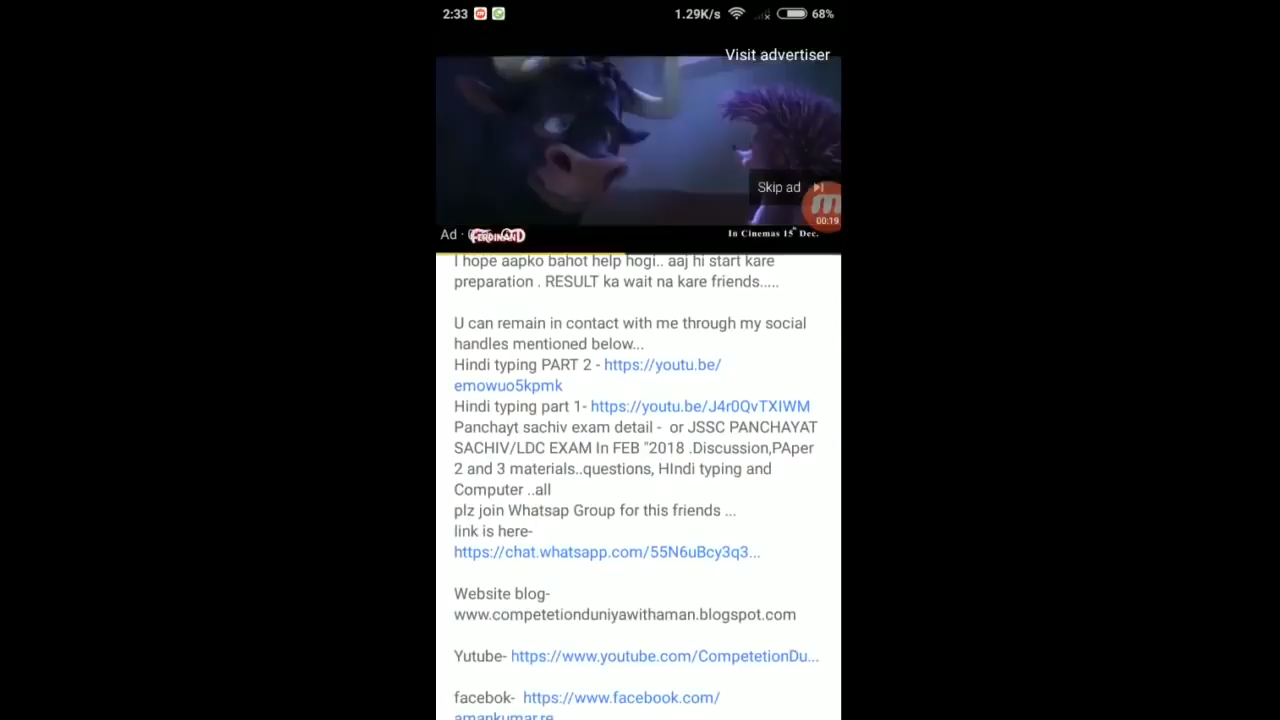 2:33
1.29K/s
68%
Visit advertiser
Skip ad
00:19
Ad ·
FERDINAND
In Cinemas 15th Dec.
I hope aapko bahot help hogi.. aaj hi start kare
preparation . RESULT ka wait na kare friends.....
U can remain in contact with me through my social
handles mentioned below...
Hindi typing PART 2 - https://youtu.be/
emowuo5kpmk
Hindi typing part 1- https://youtu.be/J4r0QvTXIWM
Panchayt sachiv exam detail -  or JSSC PANCHAYAT
SACHIV/LDC EXAM In FEB "2018 .Discussion,PAper
2 and 3 materials..questions, HIndi typing and
Computer ..all
plz join Whatsap Group for this friends ...
link is here-
https://chat.whatsapp.com/55N6uBcy3q3...
Website blog-
www.competetionduniyawithaman.blogspot.com
Yutube- https://www.youtube.com/CompetetionDu...
facebok-  https://www.facebook.com/
amankumar.re